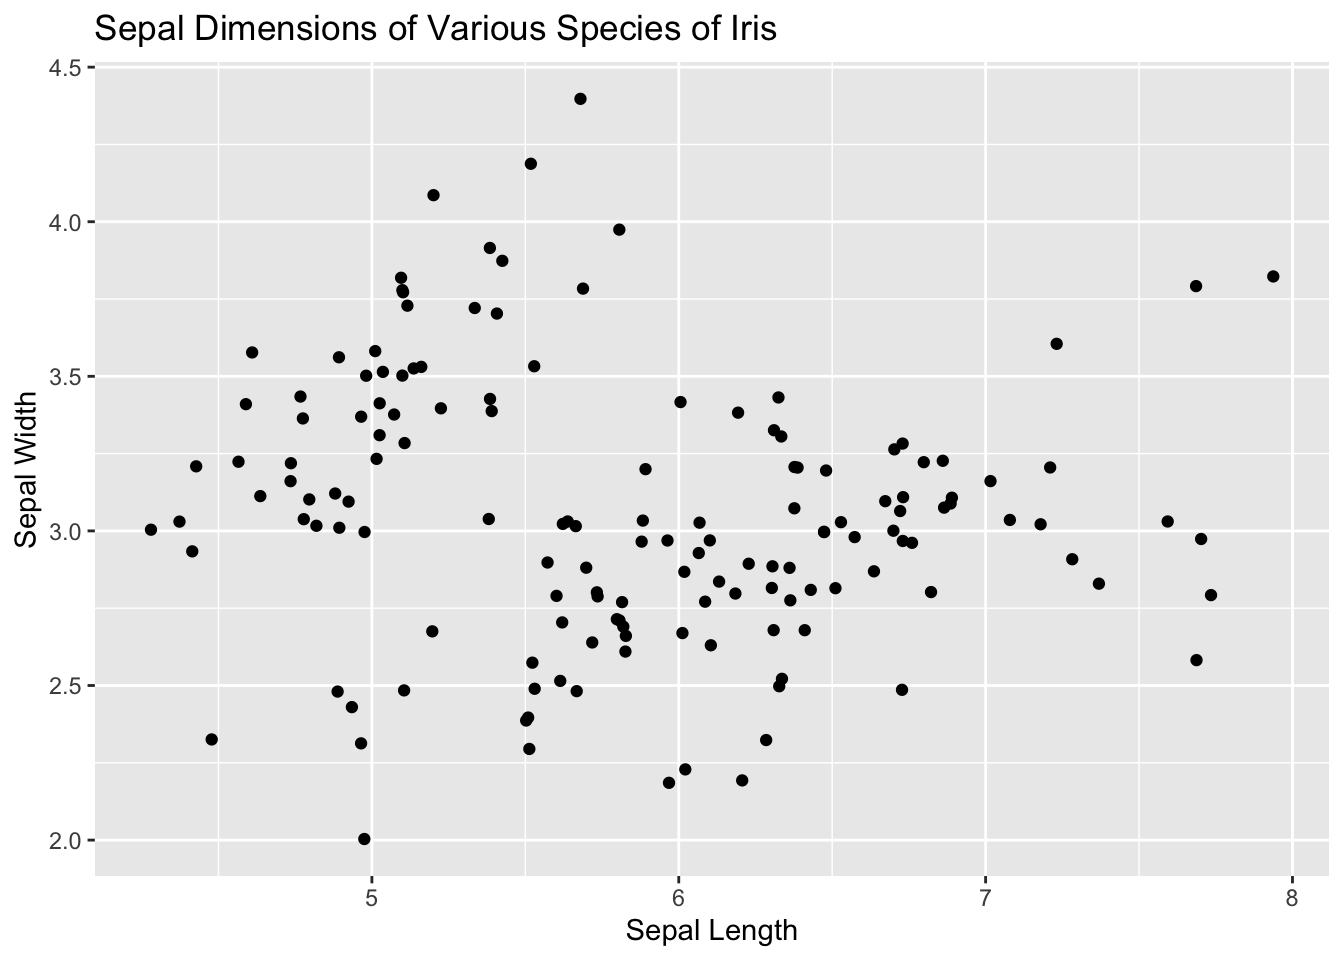 Sepal Dimensions of Various Species of Iris
4.5
4.0
3.5
3.0
2.5
2.0
Sepal Width
5 6 7 8
Sepal Length